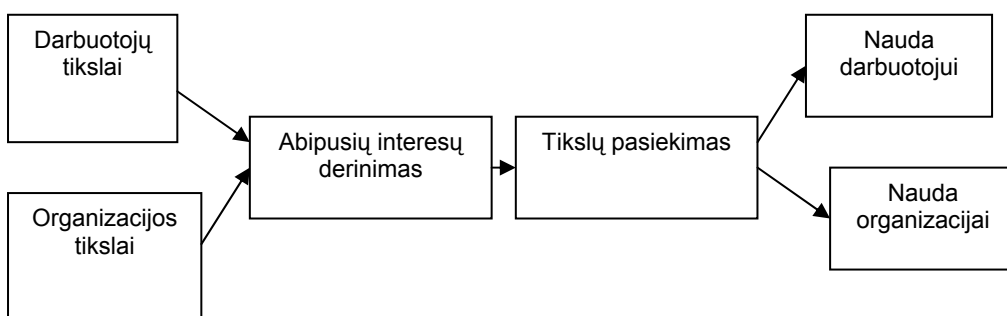 Darbuotojų
tikslai
Organizacijos
tikslai
Abipusių interesų
derinimas
Tikslų pasiekimas
Nauda
darbuotojui
Nauda
organizacijai